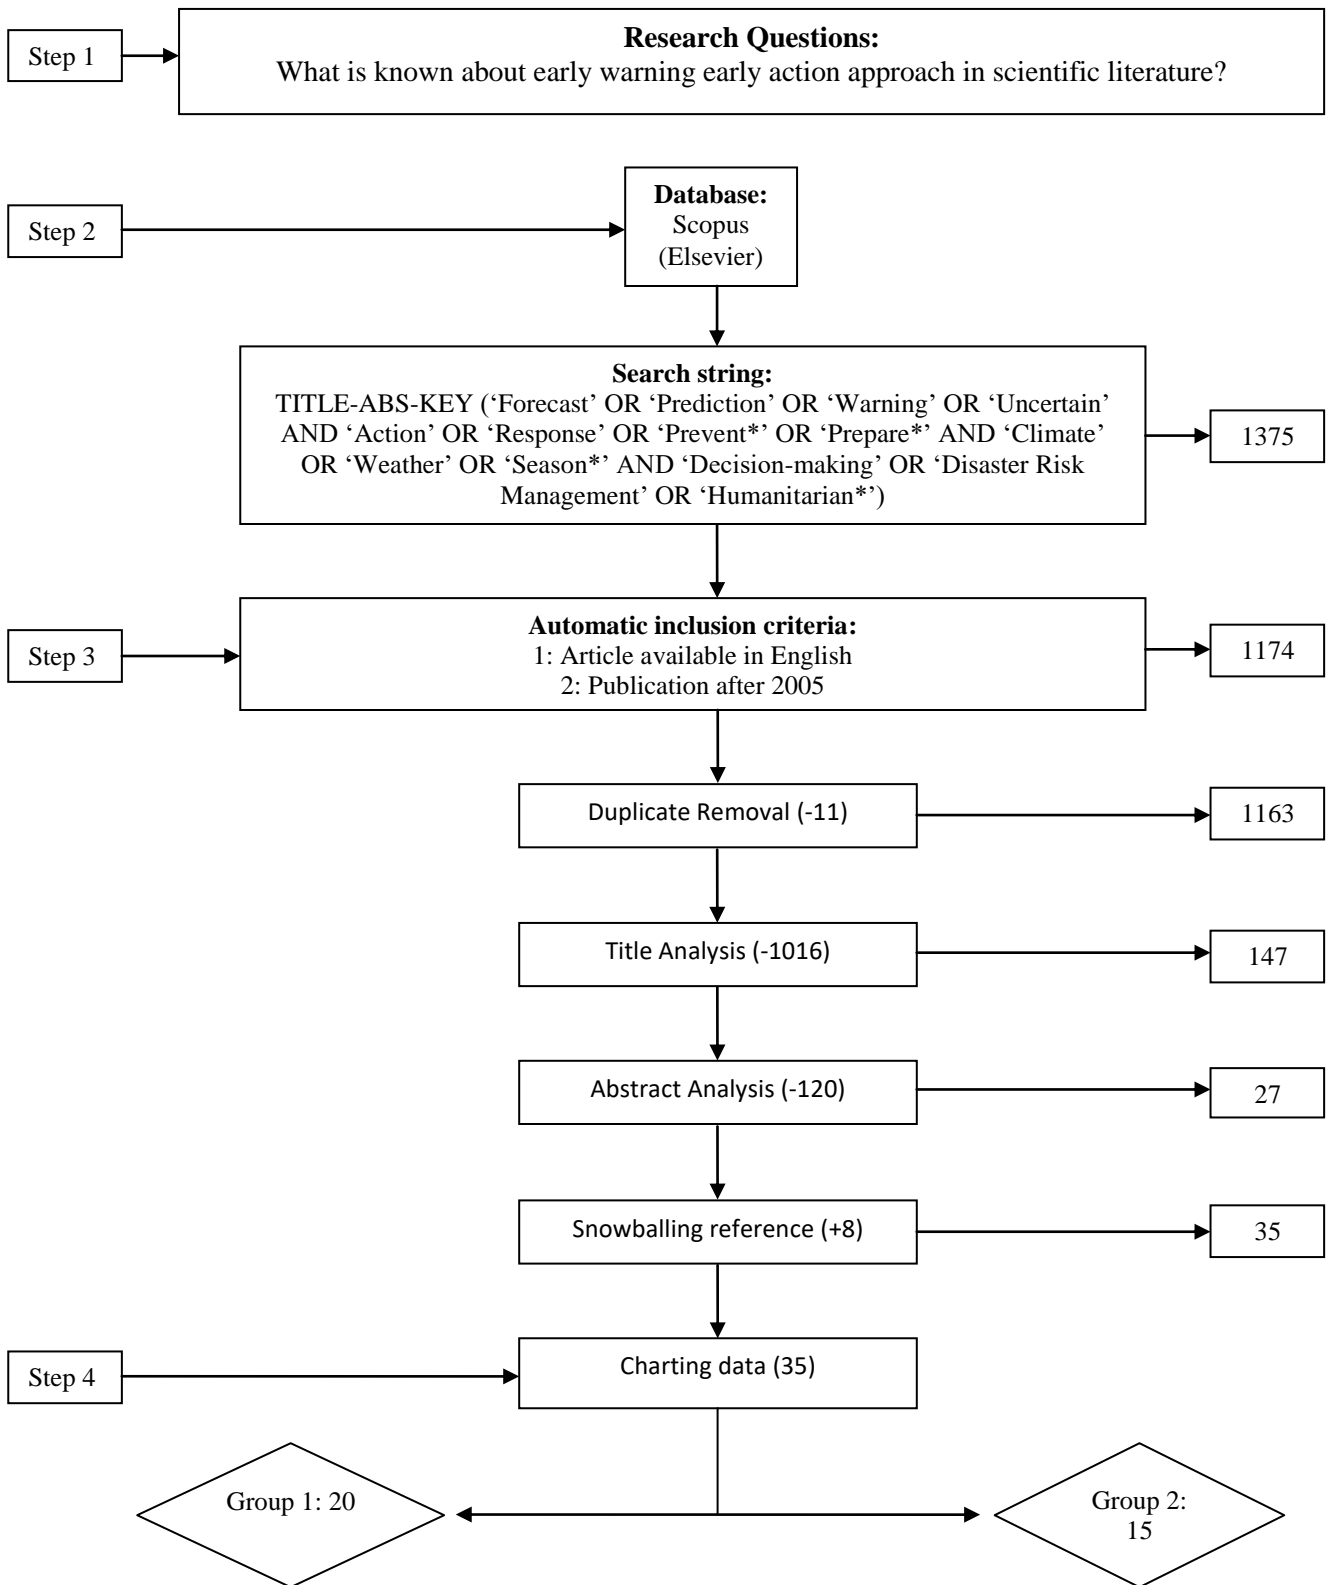 Research Questions:
Step 1
What is known about early warning early action approach in scientific literature?
Database:
Step 2
Scopus
(Elsevier)
Search string:
TITLE-ABS-KEY (‘Forecast’ OR ‘Prediction’ OR ‘Warning’ OR ‘Uncertain’
AND ‘Action’ OR ‘Response’ OR ‘Prevent*’ OR ‘Prepare*’ AND ‘Climate’
OR ‘Weather’ OR ‘Season*’ AND ‘Decision-making’ OR ‘Disaster Risk
Management’ OR ‘Humanitarian*’)
1375
Step 3
Automatic inclusion criteria:
1: Article available in English
2: Publication after 2005
1174
Duplicate Removal (-11)
1163
Title Analysis (-1016)
147
Abstract Analysis (-120)
27
Snowballing reference (+8)
35
Step 4
Charting data (35)
Group 1: 20
Group 2:
15